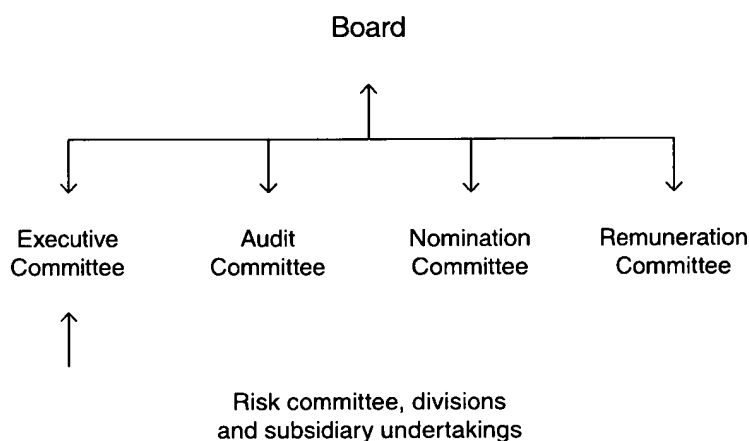 Board
Executive
Committee
Audit
Committee
Nomination
Committee
Remuneration
Committee
Risk committee, divisions
and subsidiary undertakings